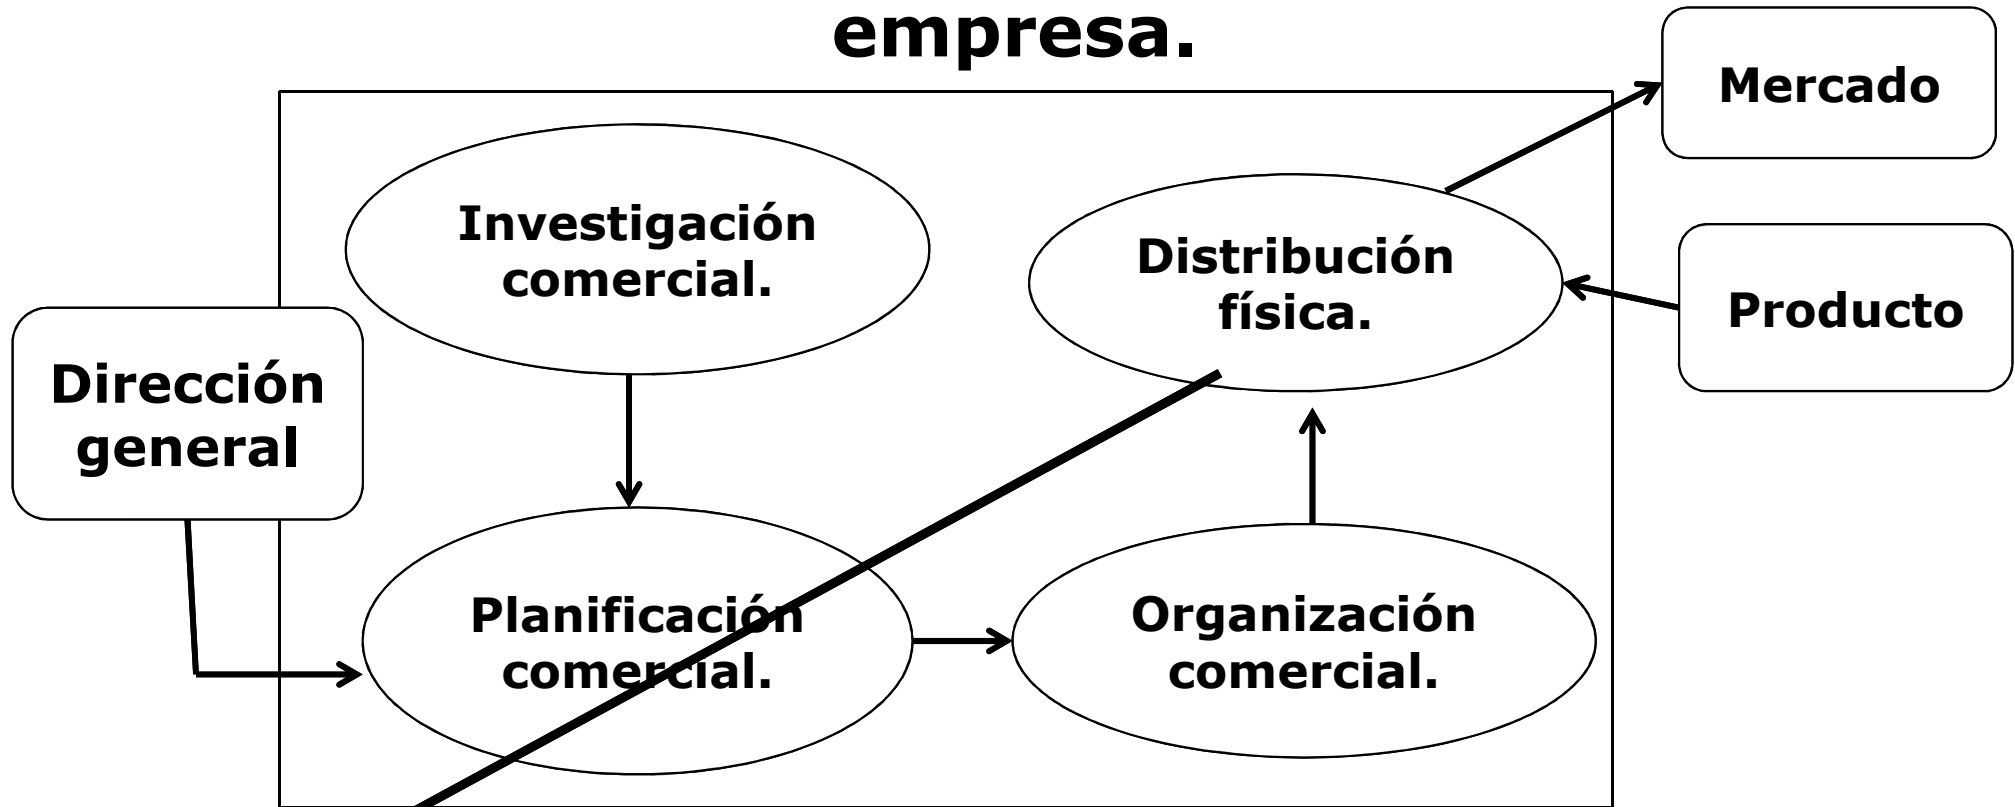 empresa.
Mercado
Investigación
comercial.
Distribución
física.
Producto
Dirección
general
Planificación
comercial.
Organización
comercial.